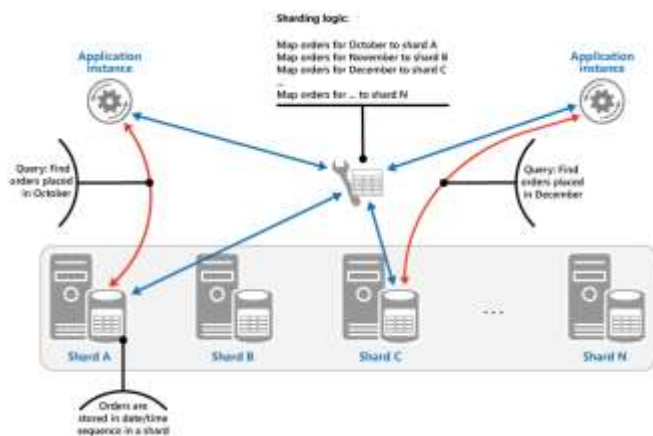 Sharding logic:
Map orders for October to shard A
Map orders for November to shard B
Map orders for December to shard C
...
Map orders for ... to shard N
Application
instance
Application
instance
Query: Find
orders placed
in October
Query: Find
orders placed
in December
Shard A
Shard B
Shard C
...
Shard N
Orders are
stored in date/time
sequence in a shard